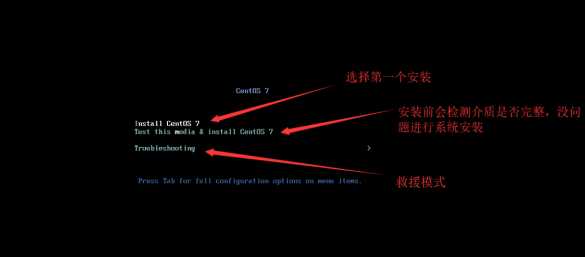 选择第一个安装
CentOS 7
安装前会检测介质是否完整，没问
题进行系统安装
Install CentOS 7
Test this media & install CentOS 7
Troubleshooting >
Press Tab for full configuration options on menu items.
救援模式